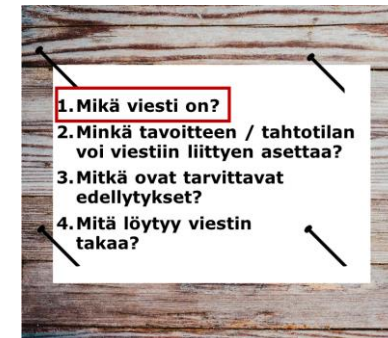 1. Mikä viesti on?
2. Minkä tavoitteen / tahtotilan
voi viestiin liittyen asettaa?
3. Mitkä ovat tarvittavat
edellytykset?
4. Mitä löytyy viestin
takaa?